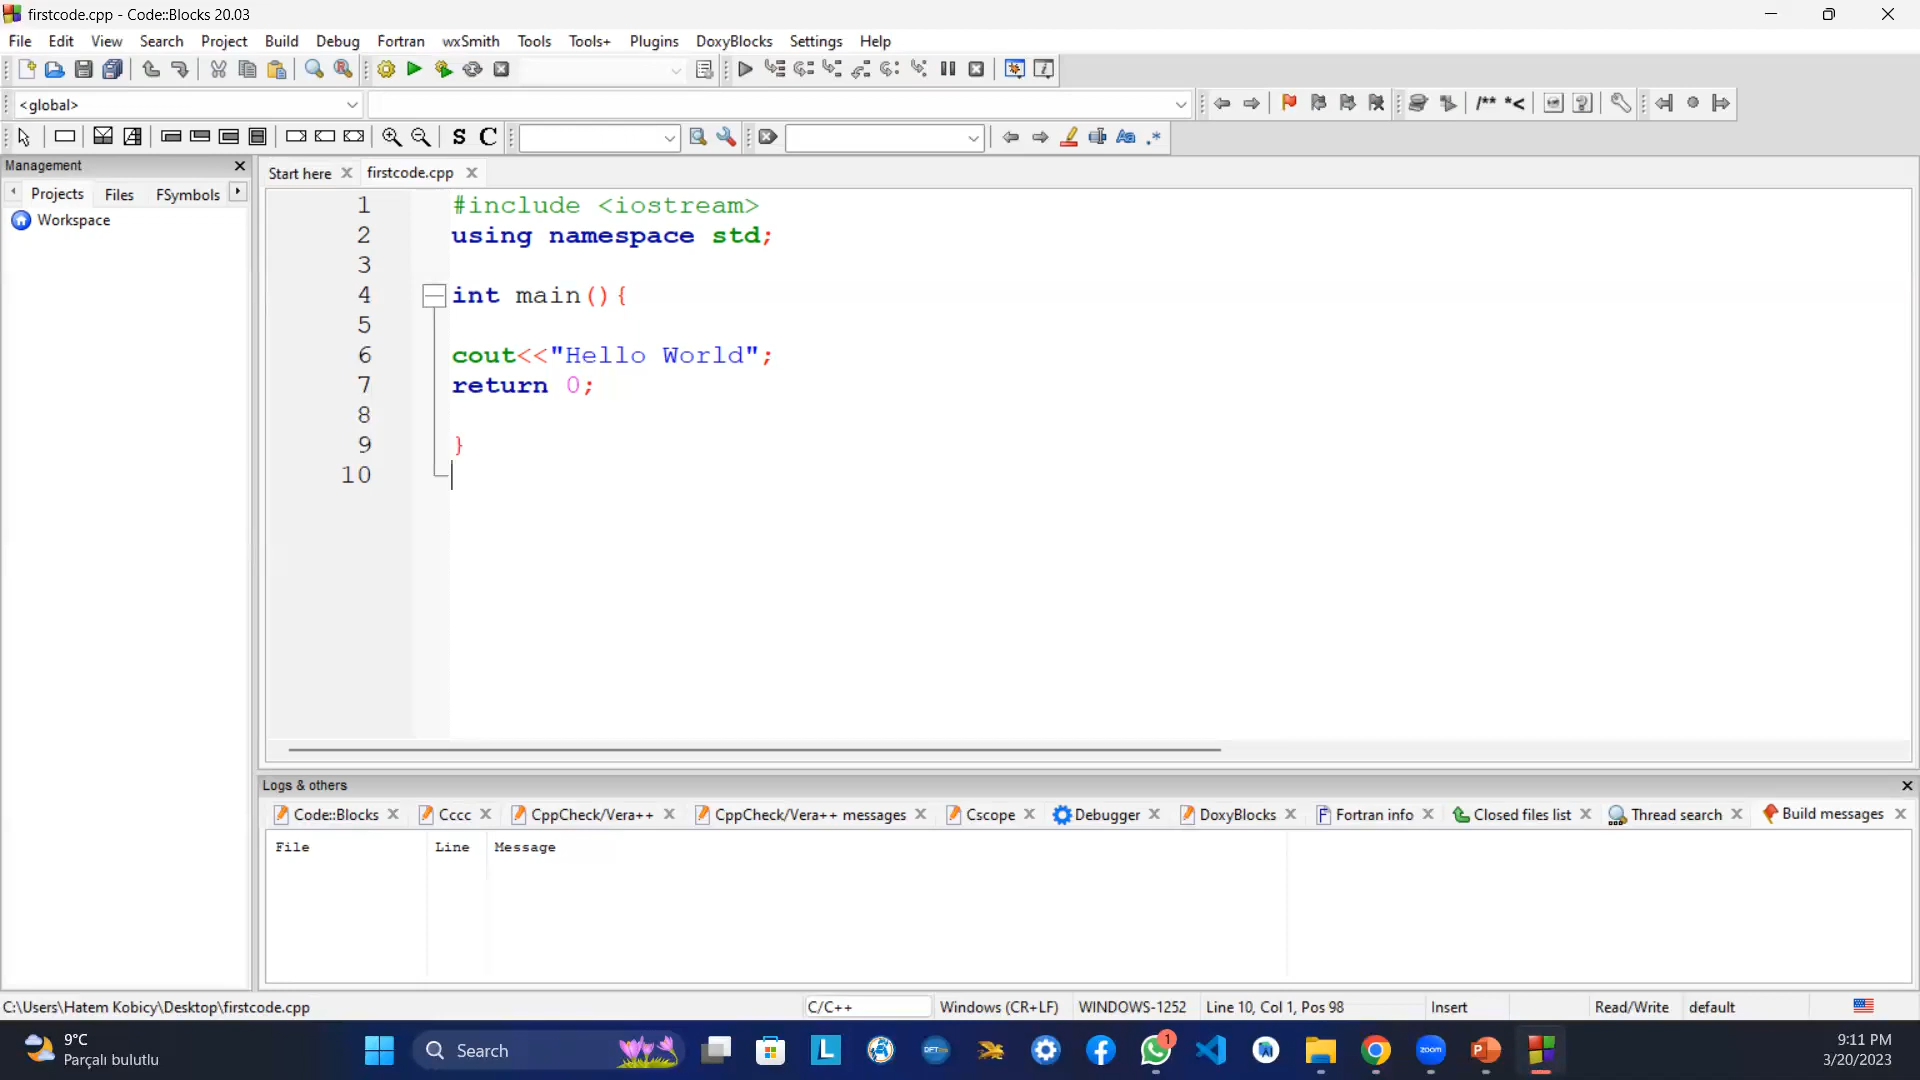 firstcode.cpp - Code::Blocks 20.03
File Edit View Search Project Build Debug Fortran wxSmith Tools Tools+ Plugins DoxyBlocks Settings Help
<global>
/** *<
S C
Aa .*
Management
Projects Files FSymbols
Workspace
Start here firstcode.cpp
1 #include <iostream>
2 using namespace std;
3
4 int main(){
5
6 cout<<"Hello World";
7 return 0;
8
9 }
10
Logs & others
Code::Blocks Cccc CppCheck/Vera++ CppCheck/Vera++ messages Cscope Debugger DoxyBlocks Fortran info Closed files list Thread search Build messages
File Line Message
C:\Users\Hatem Kobicy\Desktop\firstcode.cpp C/C++ Windows (CR+LF) WINDOWS-1252 Line 10, Col 1, Pos 98 Insert Read/Write default
9°C
Parçalı bulutlu
Search
L
zoom
1
9:11 PM
3/20/2023